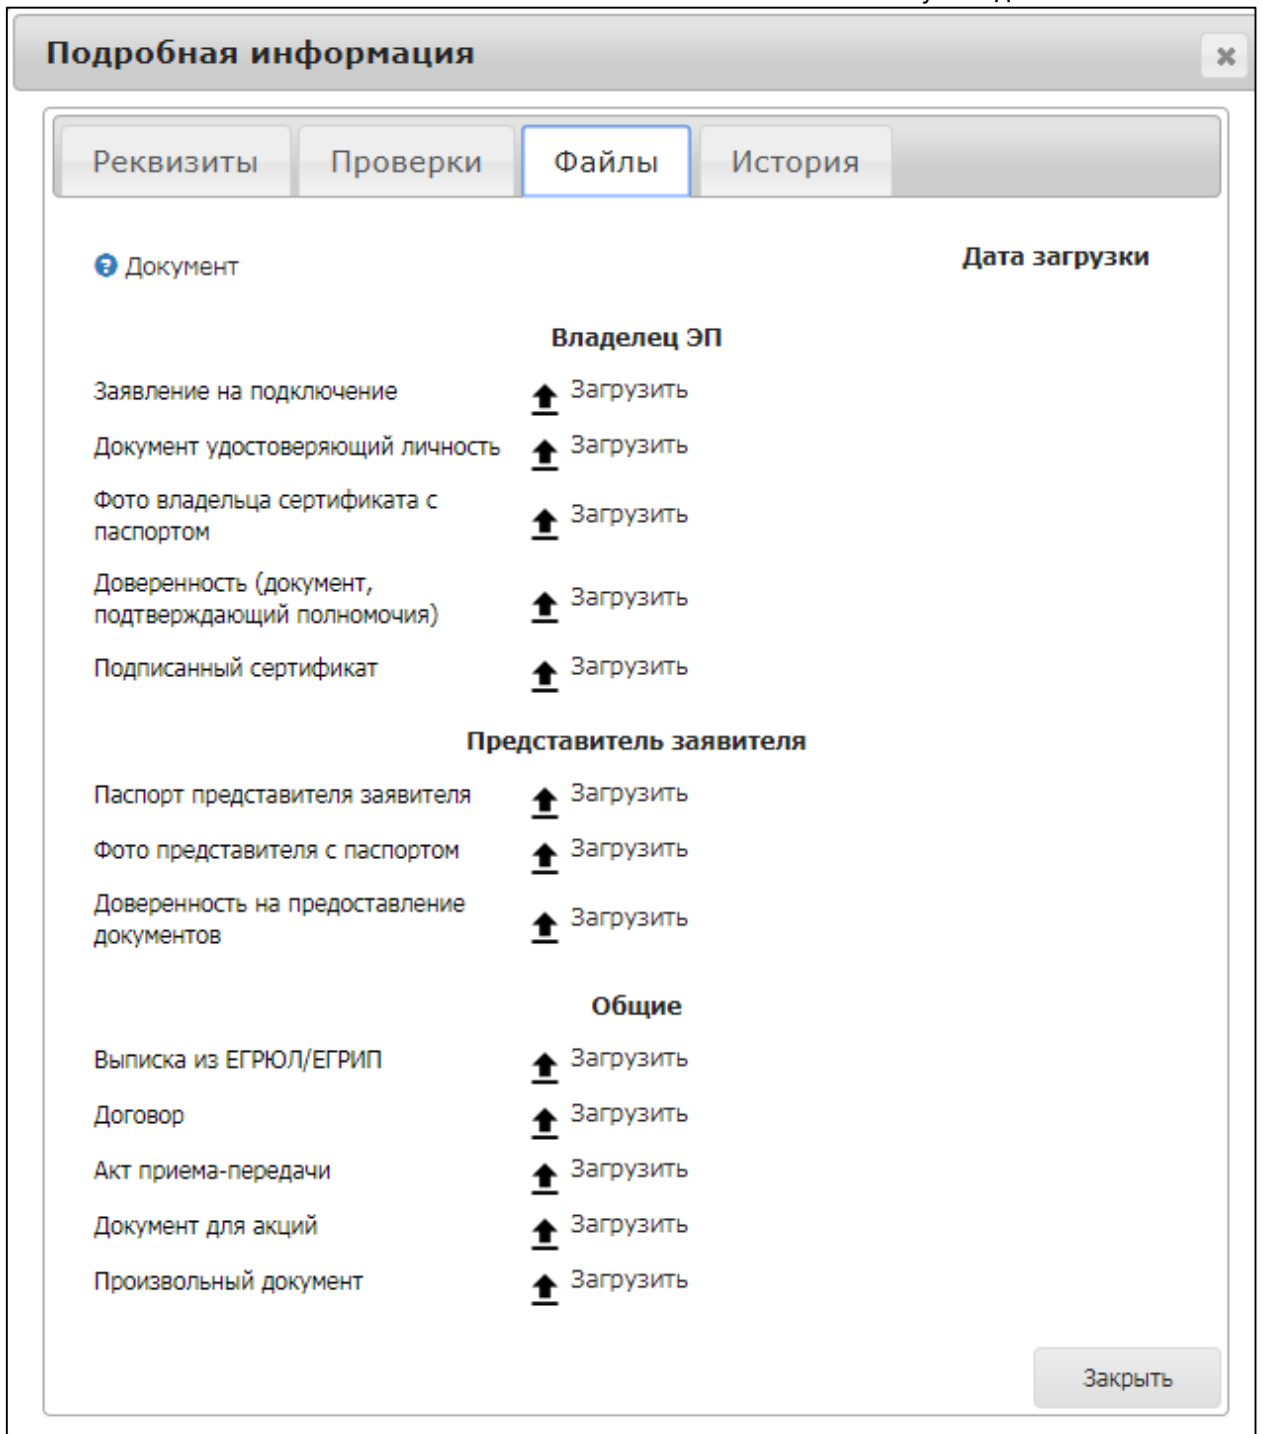 Подробная информация
Реквизиты Проверки Файлы История
Документ Дата загрузки
Владелец ЭП
Заявление на подключение Загрузить
Документ удостоверяющий личность Загрузить
Фото владельца сертификата с
паспортом Загрузить
Доверенность (документ,
подтверждающий полномочия) Загрузить
Подписанный сертификат Загрузить
Представитель заявителя
Паспорт представителя заявителя Загрузить
Фото представителя с паспортом Загрузить
Доверенность на предоставление
документов Загрузить
Общие
Выписка из ЕГРЮЛ/ЕГРИП Загрузить
Договор Загрузить
Акт приема-передачи Загрузить
Документ для акций Загрузить
Произвольный документ Загрузить
Закрыть